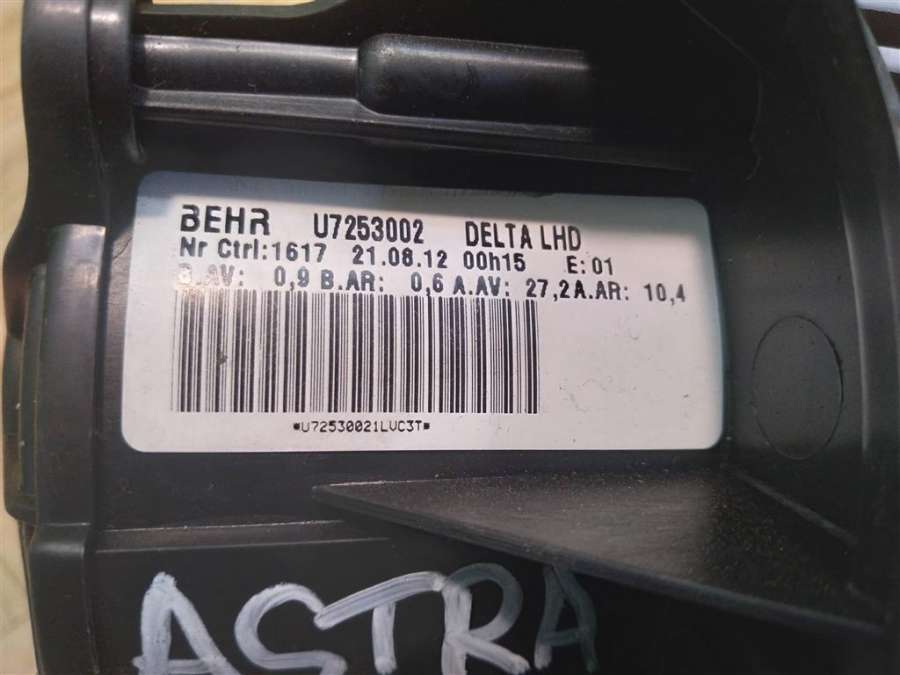 BEHR U7253002 DELTA LHD
Nr Ctrl:1617 21.08.12 00h15 E:01
B.AV: 0,9 B.AR: 0,6 A.AV: 27,2 A.AR: 10,4
*U72530021LVC3T*
ASTRA